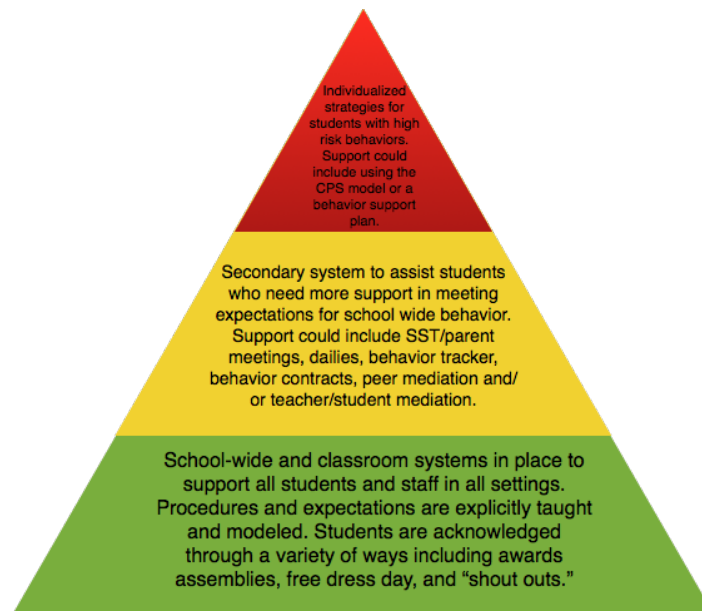 Individualized
strategies for
students with high
risk behaviors.
Support could
include using the
CPS model or a
behavior support
plan.
Secondary system to assist students
who need more support in meeting
expectations for school wide behavior.
Support could include SST/parent
meetings, dailies, behavior tracker,
behavior contracts, peer mediation and/
or teacher/student mediation.
School-wide and classroom systems in place to
support all students and staff in all settings.
Procedures and expectations are explicitly taught
and modeled. Students are acknowledged
through a variety of ways including awards
assemblies, free dress day, and “shout outs.”